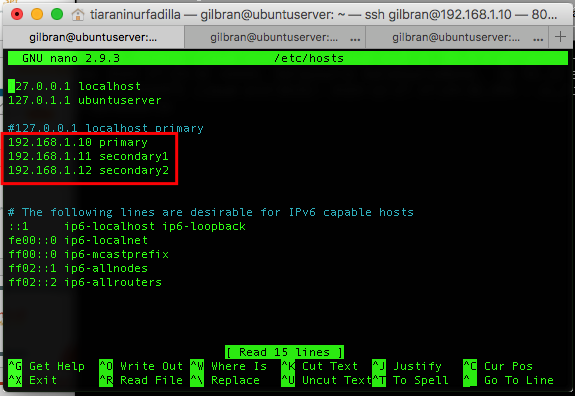 tiaraninurfadilla — gilbran@ubuntuserver: ~ — ssh gilbran@192.168.1.10 — 80...
gilbran@ubuntuserver:... gilbran@ubuntuserver:... ... gilbran@ubuntuserver:... ... +
GNU nano 2.9.3 /etc/hosts
27.0.0.1 localhost
127.0.1.1 ubuntuserver
#127.0.0.1 localhost primary
192.168.1.10 primary
192.168.1.11 secondary1
192.168.1.12 secondary2
# The following lines are desirable for IPv6 capable hosts
::1 ip6-localhost ip6-loopback
fe00::0 ip6-localnet
ff00::0 ip6-mcastprefix
ff02::1 ip6-allnodes
ff02::2 ip6-allrouters
[ Read 15 lines ]
^G Get Help ^O Write Out ^W Where Is ^K Cut Text ^J Justify ^C Cur Pos
^X Exit ^R Read File ^\ Replace ^U Uncut Text ^T To Spell ^_ Go To Line